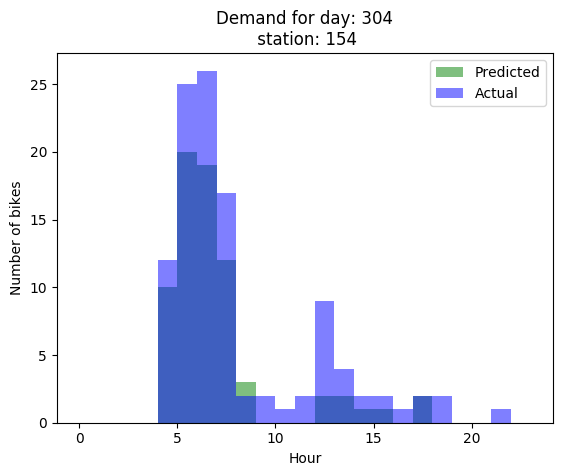 Demand for day: 304
station: 154
Predicted
Actual
25
20
15
10
5
0
Number of bikes
0 5 10 15 20
Hour